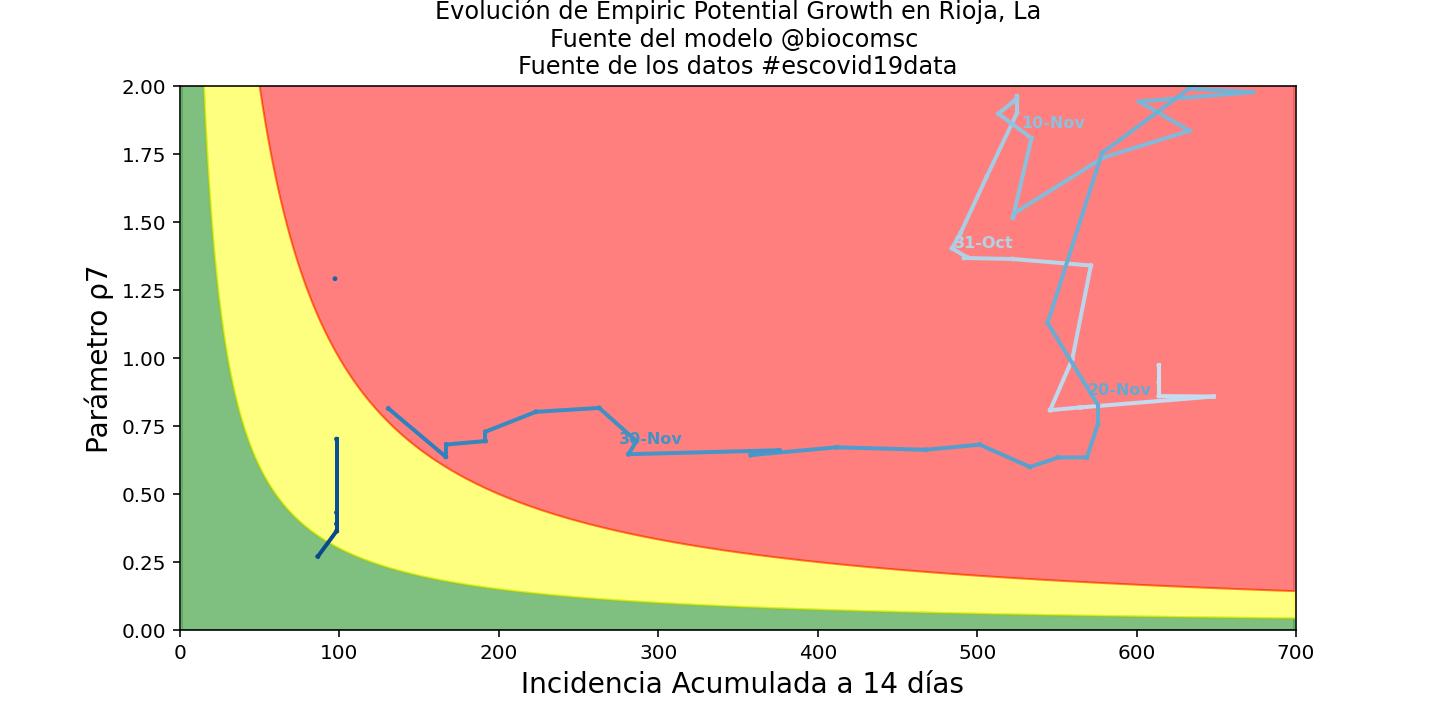 Evolución de Empiric Potential Growth en Rioja, La
Fuente del modelo @biocomsc
Fuente de los datos #escovid19data
2.00
1.75
1.50
1.25
1.00
0.75
0.50
0.25
0.00
Parámetro ρ7
10-Nov
31-Oct
20-Nov
30-Nov
0
100
200
300
400
500
600
700
Incidencia Acumulada a 14 días